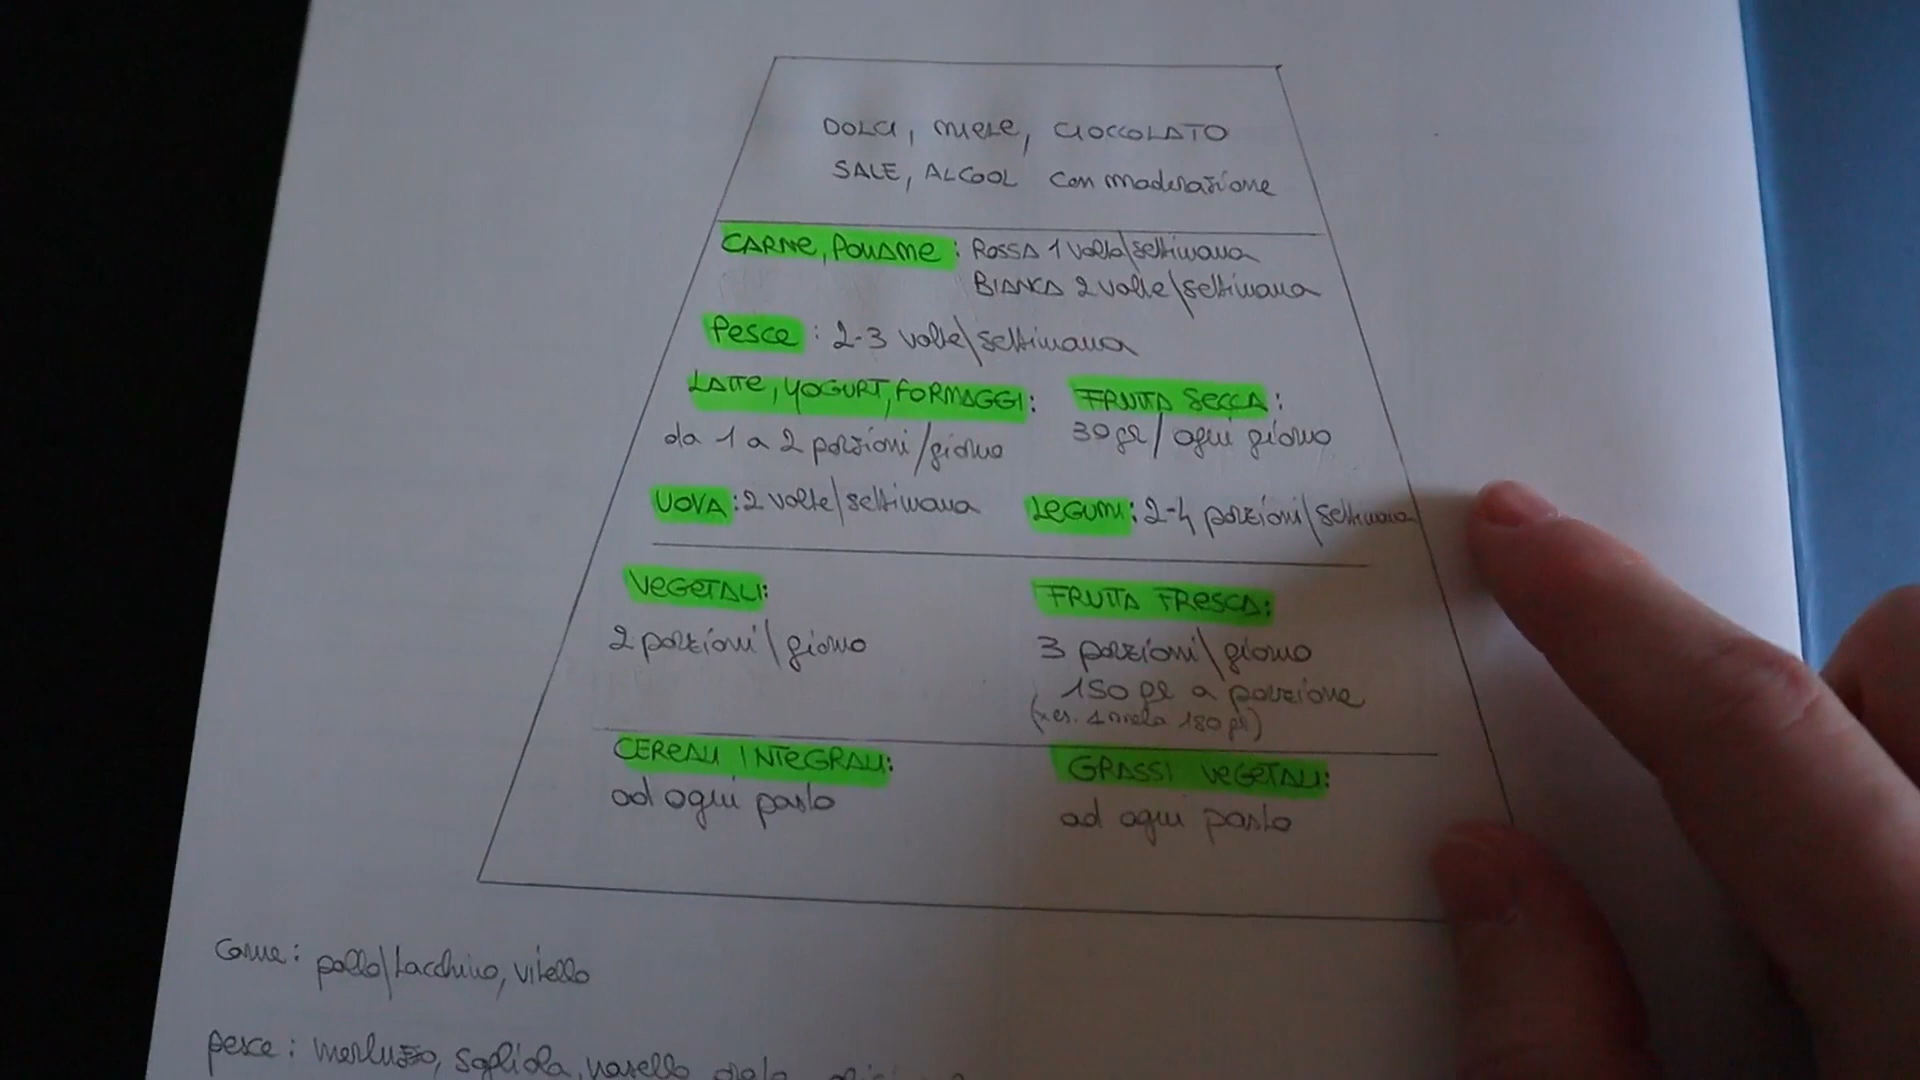 DOLCI, MIELE, CIOCCOLATO
SALE, ALCOOL con moderazione
CARNE, POLLAME: ROSSA 1 volta/settimana
BIANCA 2 volte/settimana
PESCE: 2-3 volte/settimana
LATTE, YOGURT, FORMAGGI:
da 1 a 2 porzioni/giorno
FRUTTA SECCA:
30 gr/ogni giorno
UOVA: 2 volte/settimana
LEGUMI: 2-4 porzioni/settimana
VEGETALI:
2 porzioni/giorno
FRUTTA FRESCA:
3 porzioni/giorno
150 gr a porzione
(x es. 1 mela 180 gr)
CEREALI INTEGRALI:
ad ogni pasto
GRASSI VEGETALI:
ad ogni pasto
Carne: pollo/tacchino, vitello
pesce: merluzzo, sogliola, nasello